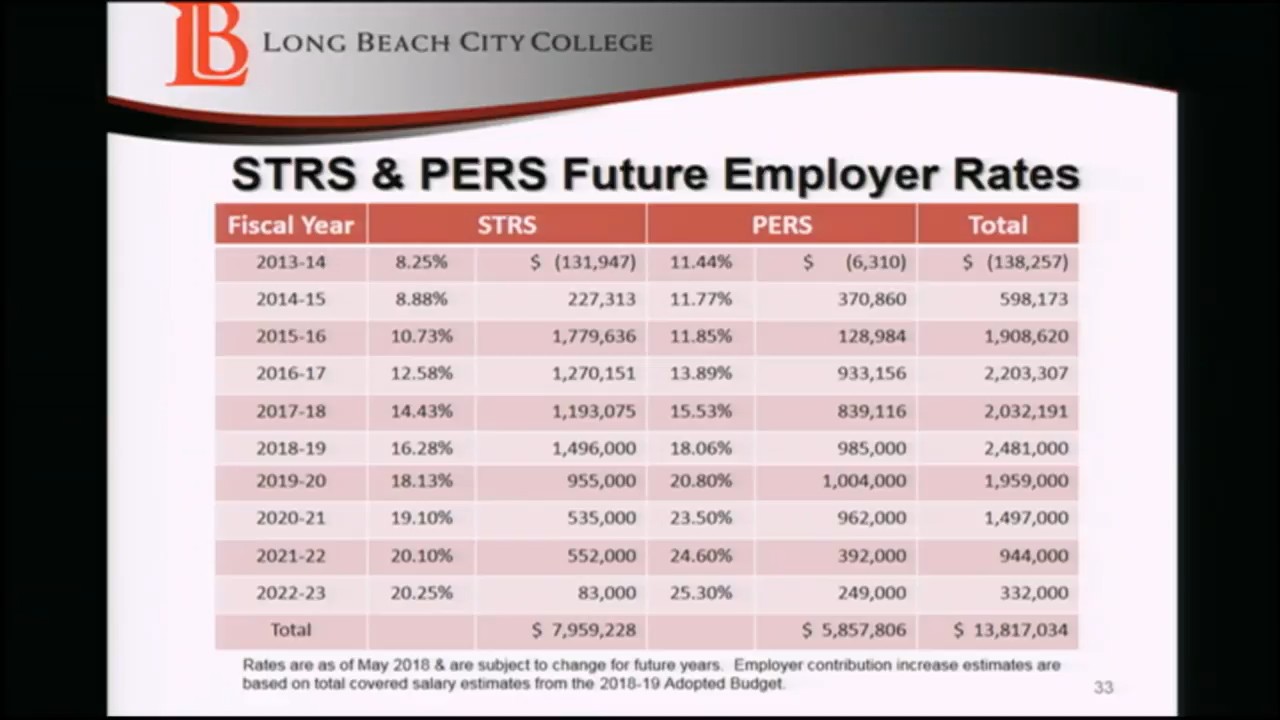 LB LONG BEACH CITY COLLEGE
STRS & PERS Future Employer Rates
Fiscal Year STRS PERS Total
2013-14 8.25% $ (131,947) 11.44% $ (6,310) $ (138,257)
2014-15 8.88% 227,313 11.77% 370,860 598,173
2015-16 10.73% 1,779,636 11.85% 128,984 1,908,620
2016-17 12.58% 1,270,151 13.89% 933,156 2,203,307
2017-18 14.43% 1,193,075 15.53% 839,116 2,032,191
2018-19 16.28% 1,496,000 18.06% 985,000 2,481,000
2019-20 18.13% 955,000 20.80% 1,004,000 1,959,000
2020-21 19.10% 535,000 23.50% 962,000 1,497,000
2021-22 20.10% 552,000 24.60% 392,000 944,000
2022-23 20.25% 83,000 25.30% 249,000 332,000
Total $ 7,959,228 $ 5,857,806 $ 13,817,034
Rates are as of May 2018 & are subject to change for future years. Employer contribution increase estimates are
based on total covered salary estimates from the 2018-19 Adopted Budget.
33